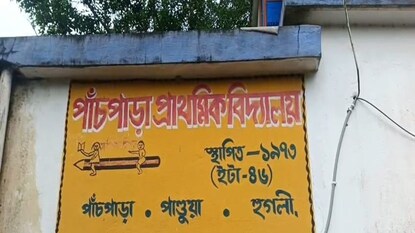 পাঁচপাড়া প্রাথমিক বিদ্যালয়
স্থাপিত - ১৯৭৩
(ইটা-৪৬)
পাঁচপাড়া . পাণ্ডুয়া . হুগলী.